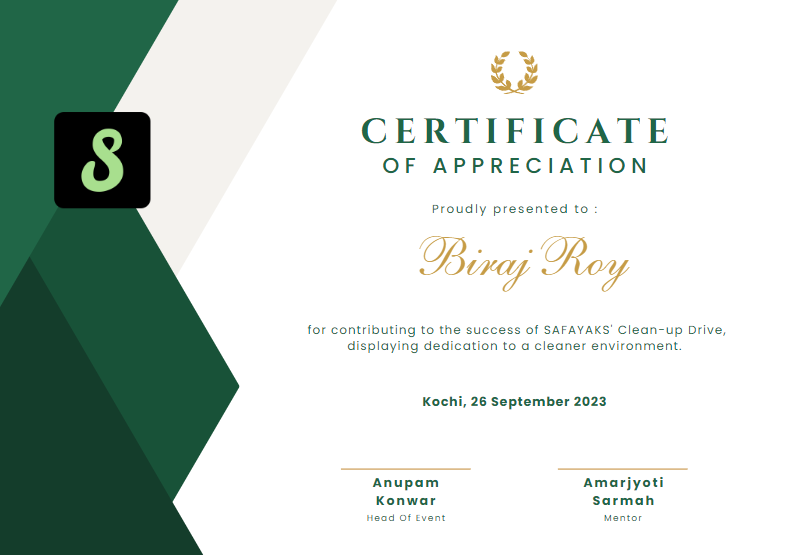 S
CERTIFICATE
OF APPRECIATION
Proudly presented to :
Biraj Roy
for contributing to the success of SAFAYAKS' Clean-up Drive,
displaying dedication to a cleaner environment.
Kochi, 26 September 2023
Anupam
Konwar
Head Of Event
Amarjyoti
Sarmah
Mentor